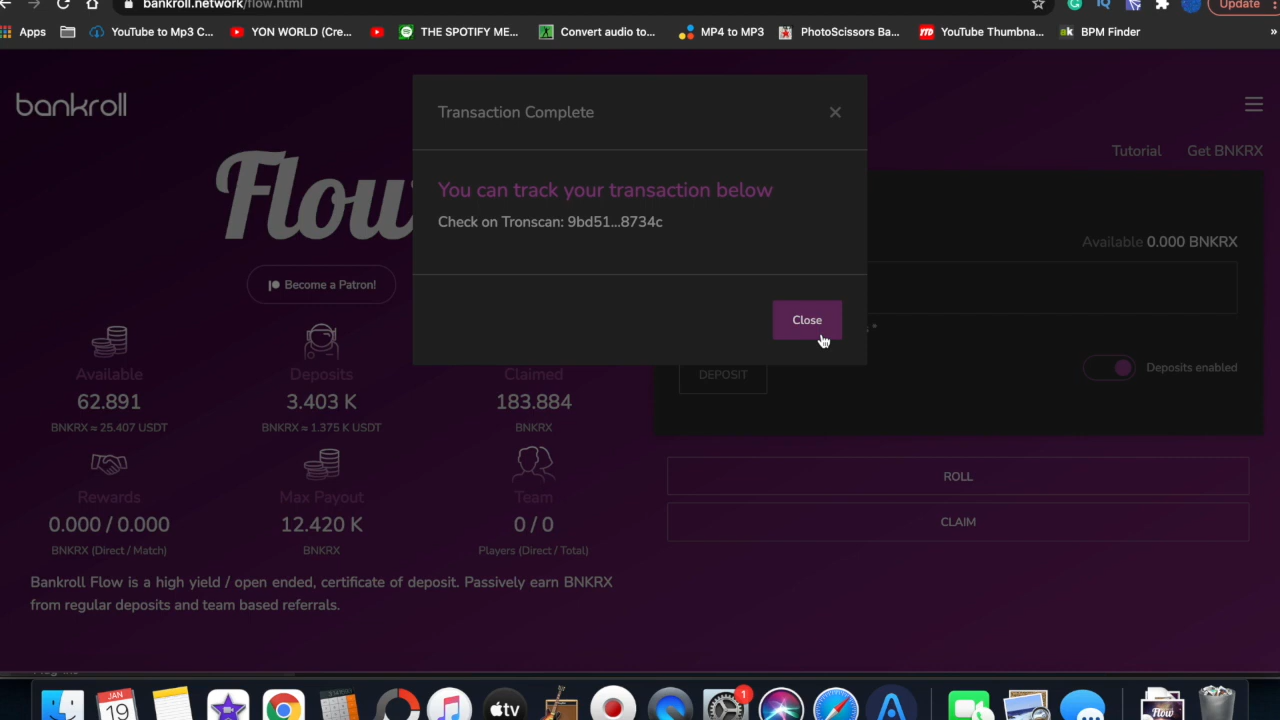 bankroll.network/flow.html
Update
Apps
YouTube to Mp3 C...
YON WORLD (Cre...
THE SPOTIFY ME...
Convert audio to...
MP4 to MP3
PhotoScissors Ba...
YouTube Thumbna...
BPM Finder
»
bankroll
Tutorial
Get BNKRX
Flow
Become a Patron!
Transaction Complete
×
You can track your transaction below
Check on Tronscan: 9bd51...8734c
Close
Available 0.000 BNKRX
DEPOSIT
Deposits enabled
Available
62.891
BNKRX ≈ 25.407 USDT
Deposits
3.403 K
BNKRX ≈ 1.375 K USDT
Claimed
183.884
BNKRX
Rewards
0.000 / 0.000
BNKRX (Direct / Match)
Max Payout
12.420 K
BNKRX
Team
0 / 0
Players (Direct / Total)
ROLL
CLAIM
Bankroll Flow is a high yield / open ended, certificate of deposit. Passively earn BNKRX
from regular deposits and team based referrals.
JAN
19
tv
1
Flow